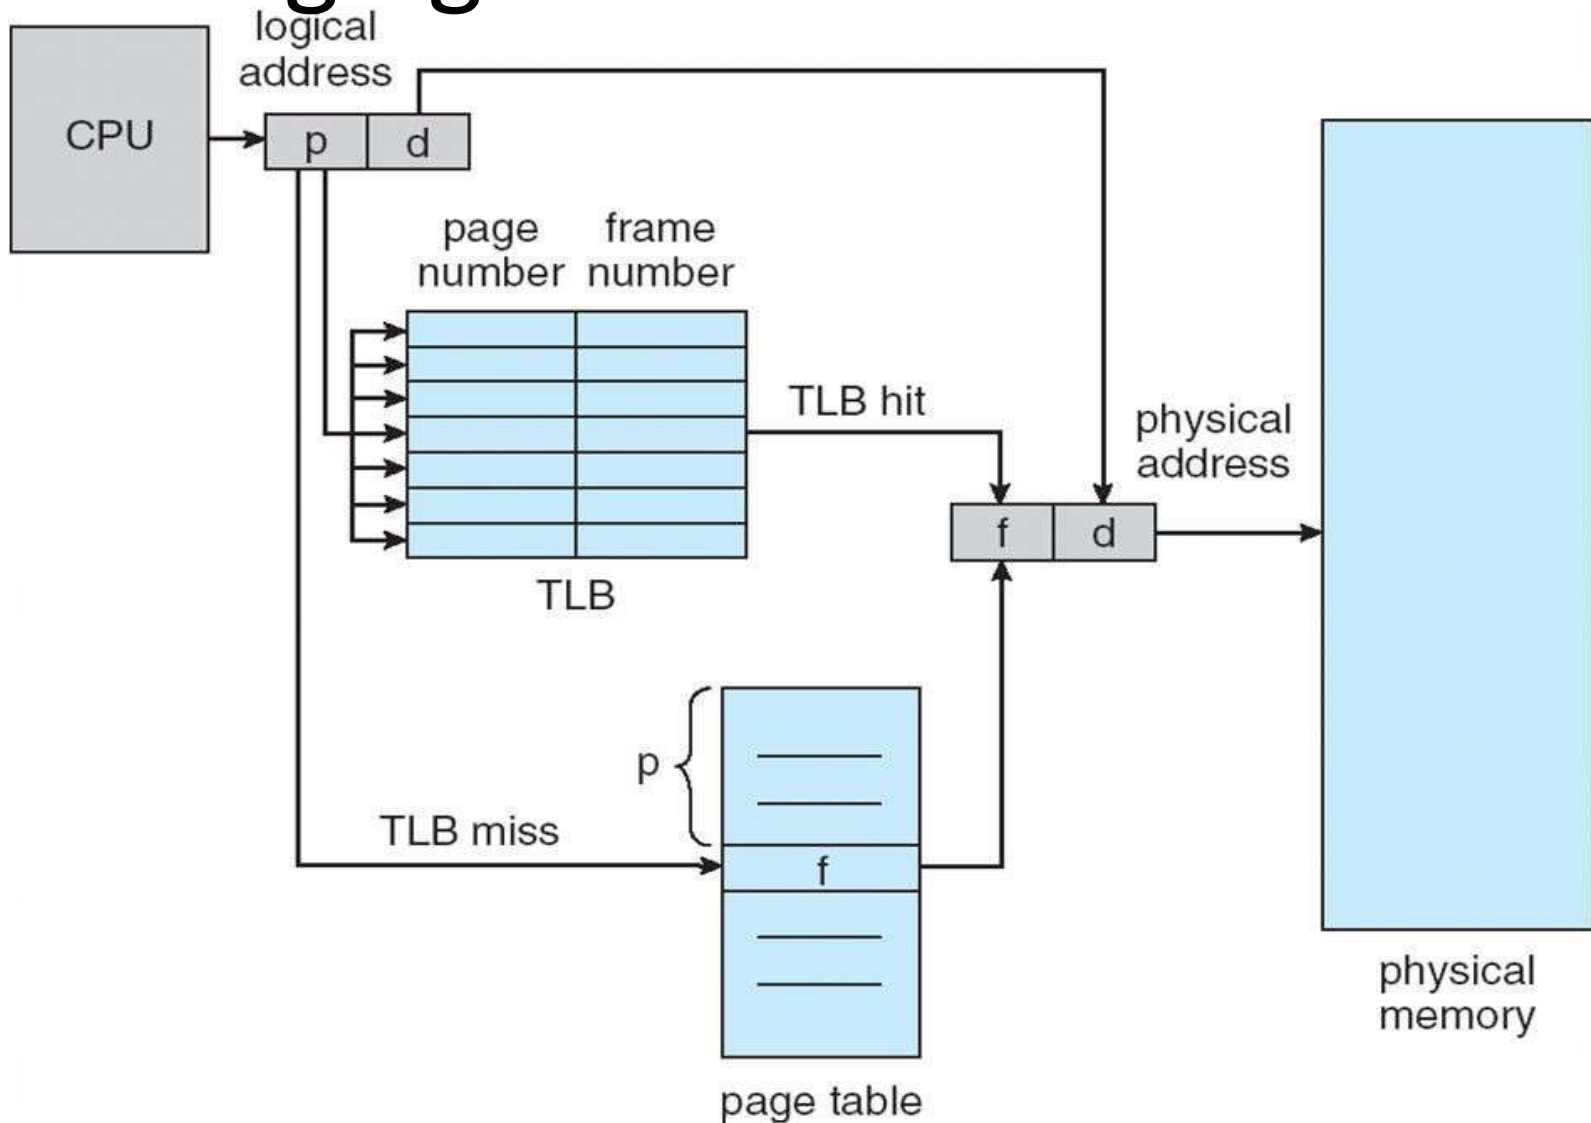 logical
address
CPU
p
d
page
number
frame
number
TLB hit
physical
address
f
d
TLB
p
TLB miss
f
physical
memory
page table